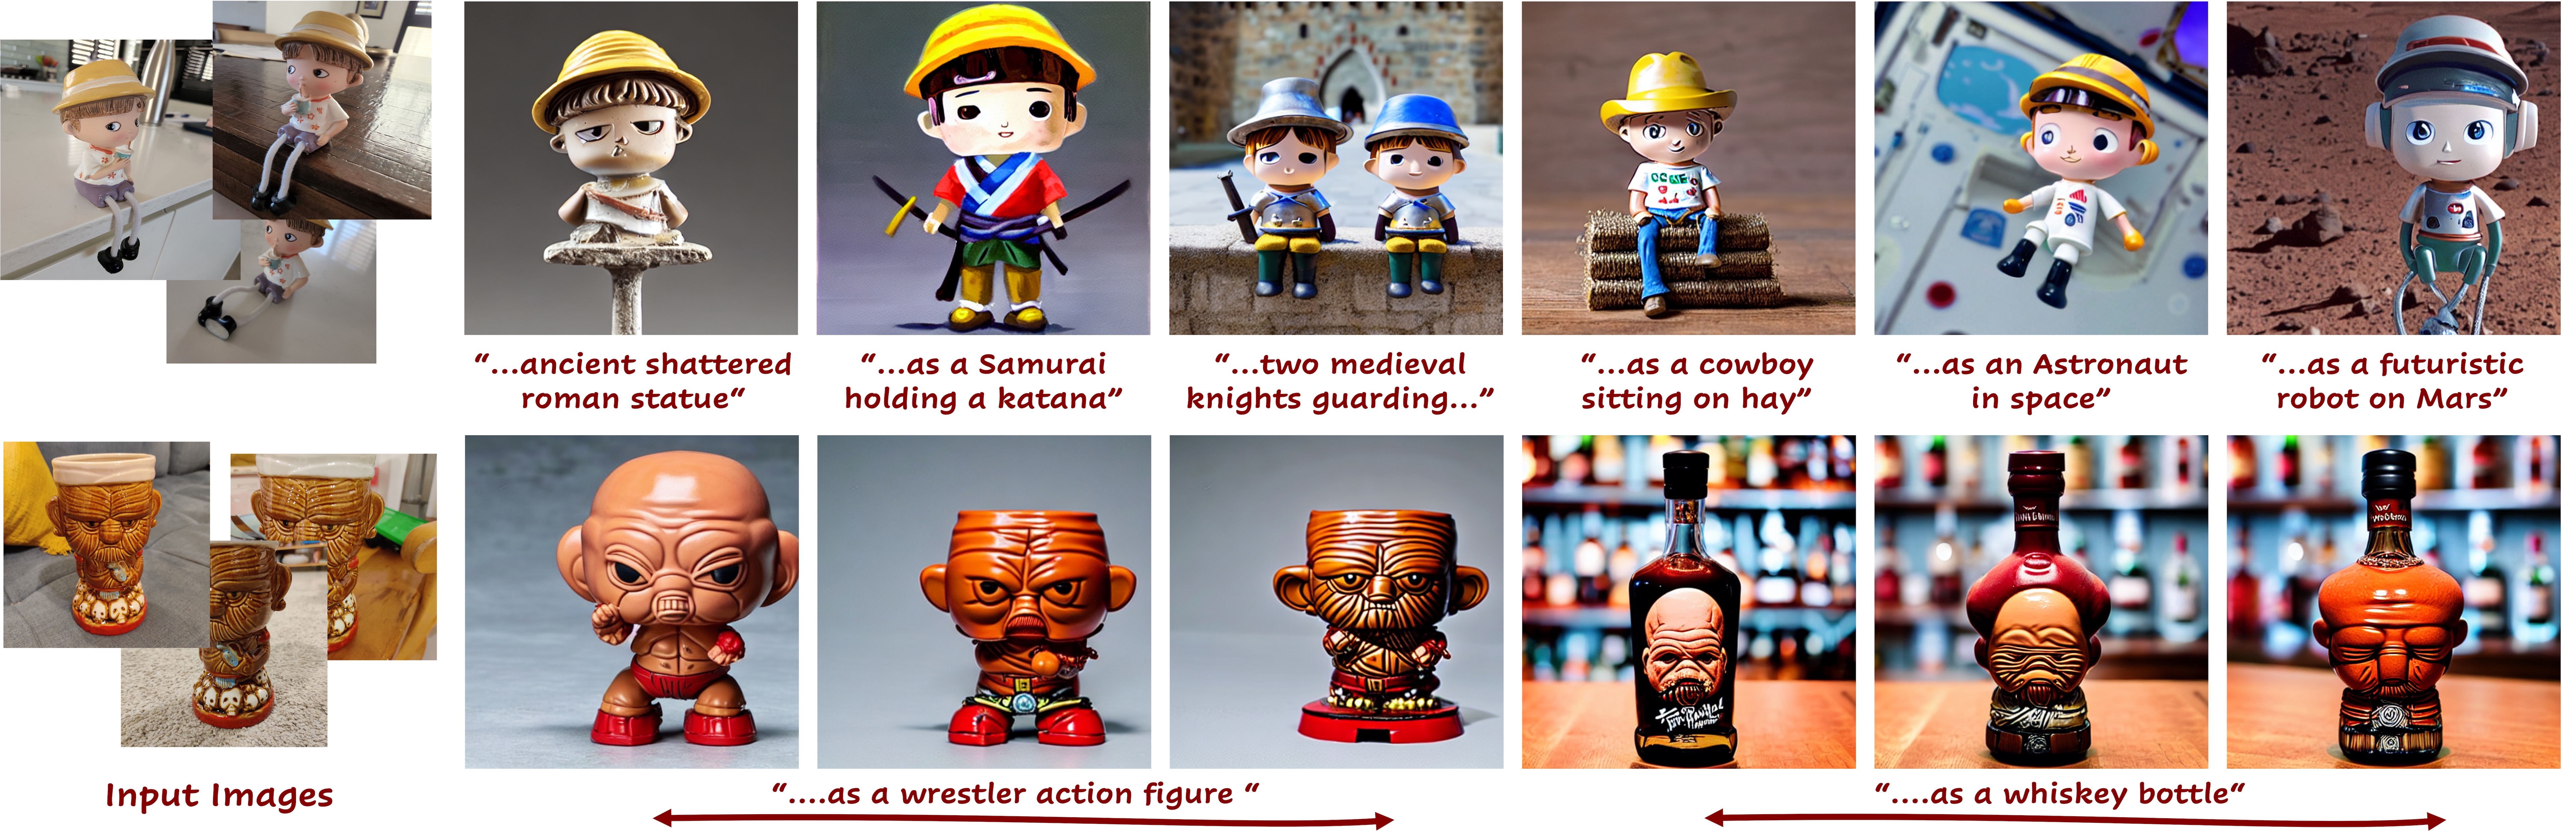 “...ancient shattered
roman statue“
“...as a Samurai
holding a katana”
“...two medieval
knights guarding...”
“...as a cowboy
sitting on hay”
“...as an Astronaut
in space”
“...as a futuristic
robot on Mars”
Input Images
“....as a wrestler action figure “
“....as a whiskey bottle“